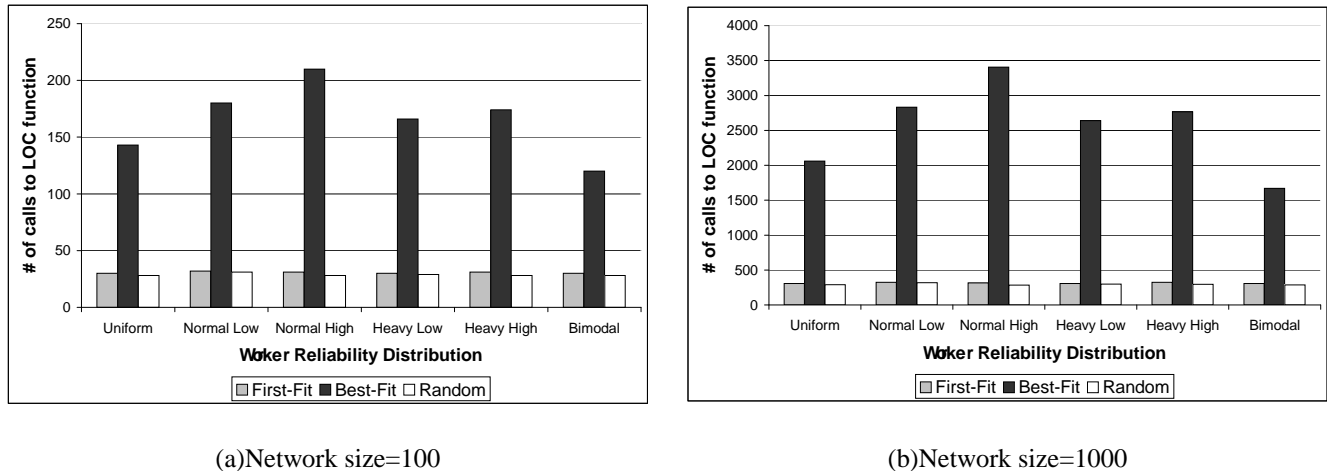 250
200
150
100
50
0
# of calls to LOC function
Uniform Normal Low Normal High Heavy Low Heavy High Bimodal
Worker Reliability Distribution
First-Fit Best-Fit Random
(a)Network size=100
4000
3500
3000
2500
2000
1500
1000
500
0
# of calls to LOC function
Uniform Normal Low Normal High Heavy Low Heavy High Bimodal
Worker Reliability Distribution
First-Fit Best-Fit Random
(b)Network size=1000